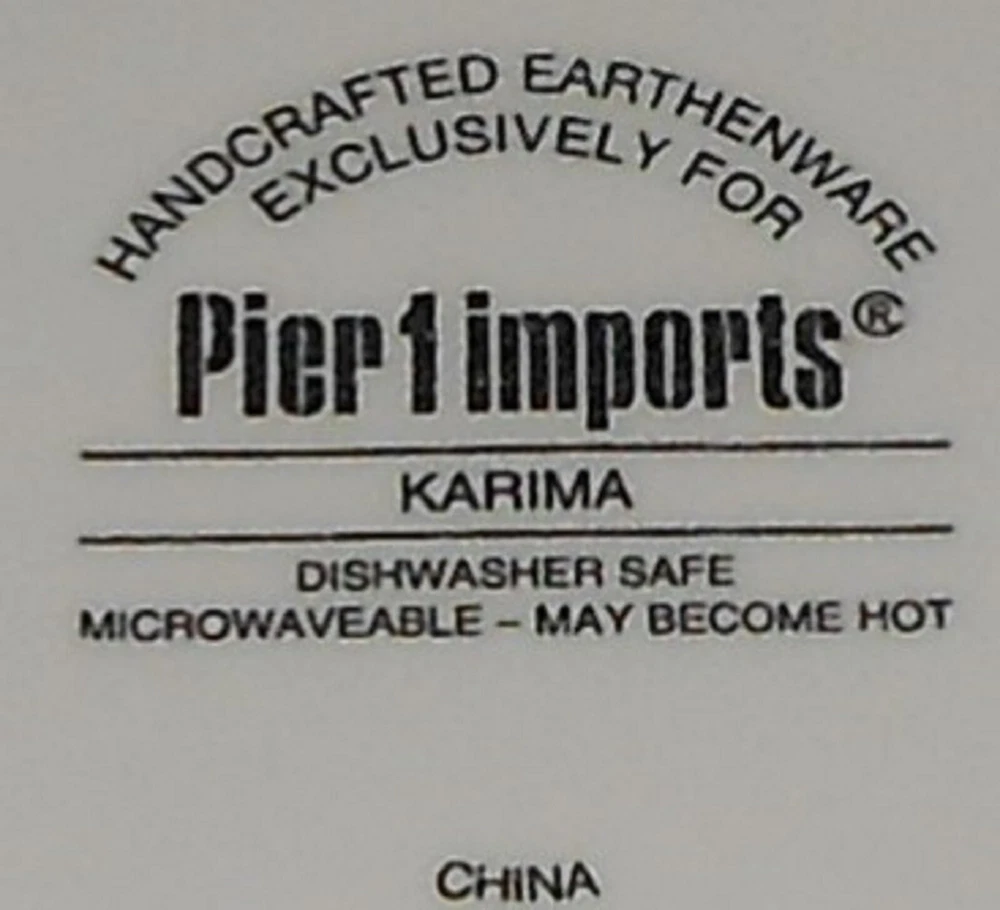 HANDCRAFTED EARTHENWARE
EXCLUSIVELY FOR
Pier 1 imports®
KARIMA
DISHWASHER SAFE
MICROWAVEABLE – MAY BECOME HOT
CHINA